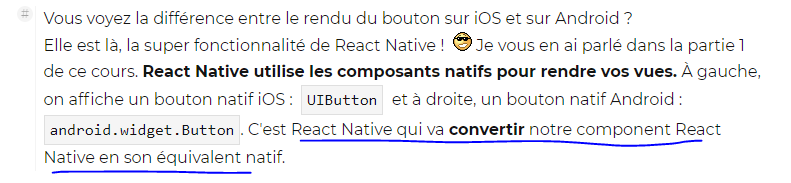 #
Vous voyez la différence entre le rendu du bouton sur iOS et sur Android ?
Elle est là, la super fonctionnalité de React Native ! 😎 Je vous en ai parlé dans la partie 1
de ce cours. React Native utilise les composants natifs pour rendre vos vues. À gauche,
on affiche un bouton natif iOS : UIButton et à droite, un bouton natif Android :
android.widget.Button . C'est React Native qui va convertir notre component React
Native en son équivalent natif.